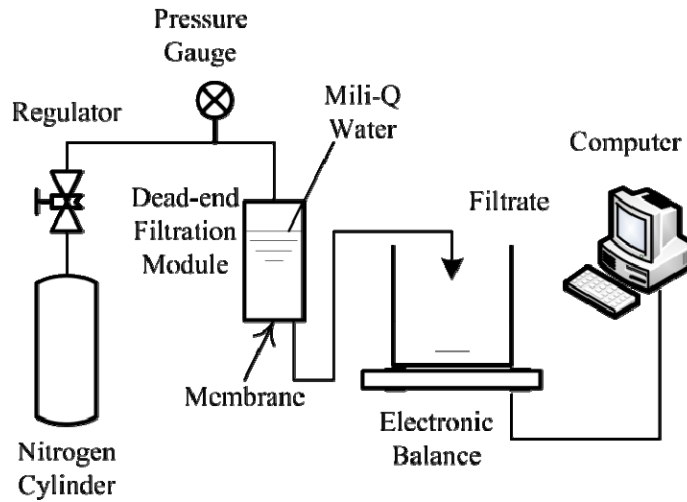 Pressure
Gauge
Regulator
Mili-Q
Water
Computer
Dead-end
Filtration
Module
Filtrate
Membrane
Electronic
Balance
Nitrogen
Cylinder